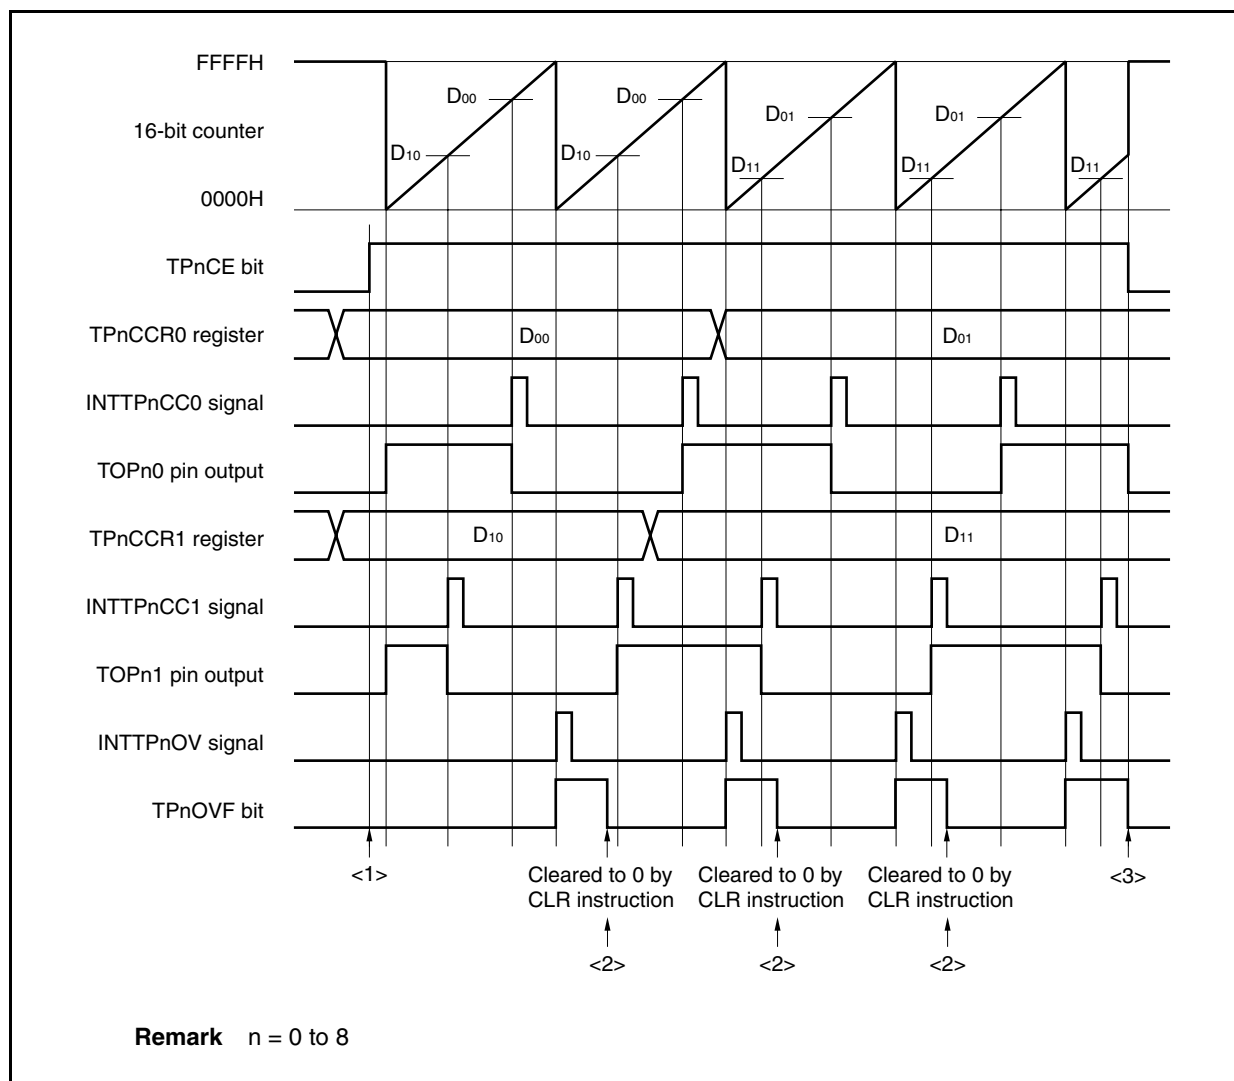 FFFFH
D00
D00
D01
D01
16-bit counter
D10
D10
D11
D11
D11
0000H
TPnCE bit
TPnCCR0 register
D00
D01
INTTPnCC0 signal
TOPn0 pin output
TPnCCR1 register
D10
D11
INTTPnCC1 signal
TOPn1 pin output
INTTPnOV signal
TPnOVF bit
<1>
Cleared to 0 by
CLR instruction
Cleared to 0 by
CLR instruction
Cleared to 0 by
CLR instruction
<3>
<2>
<2>
<2>
Remark n = 0 to 8